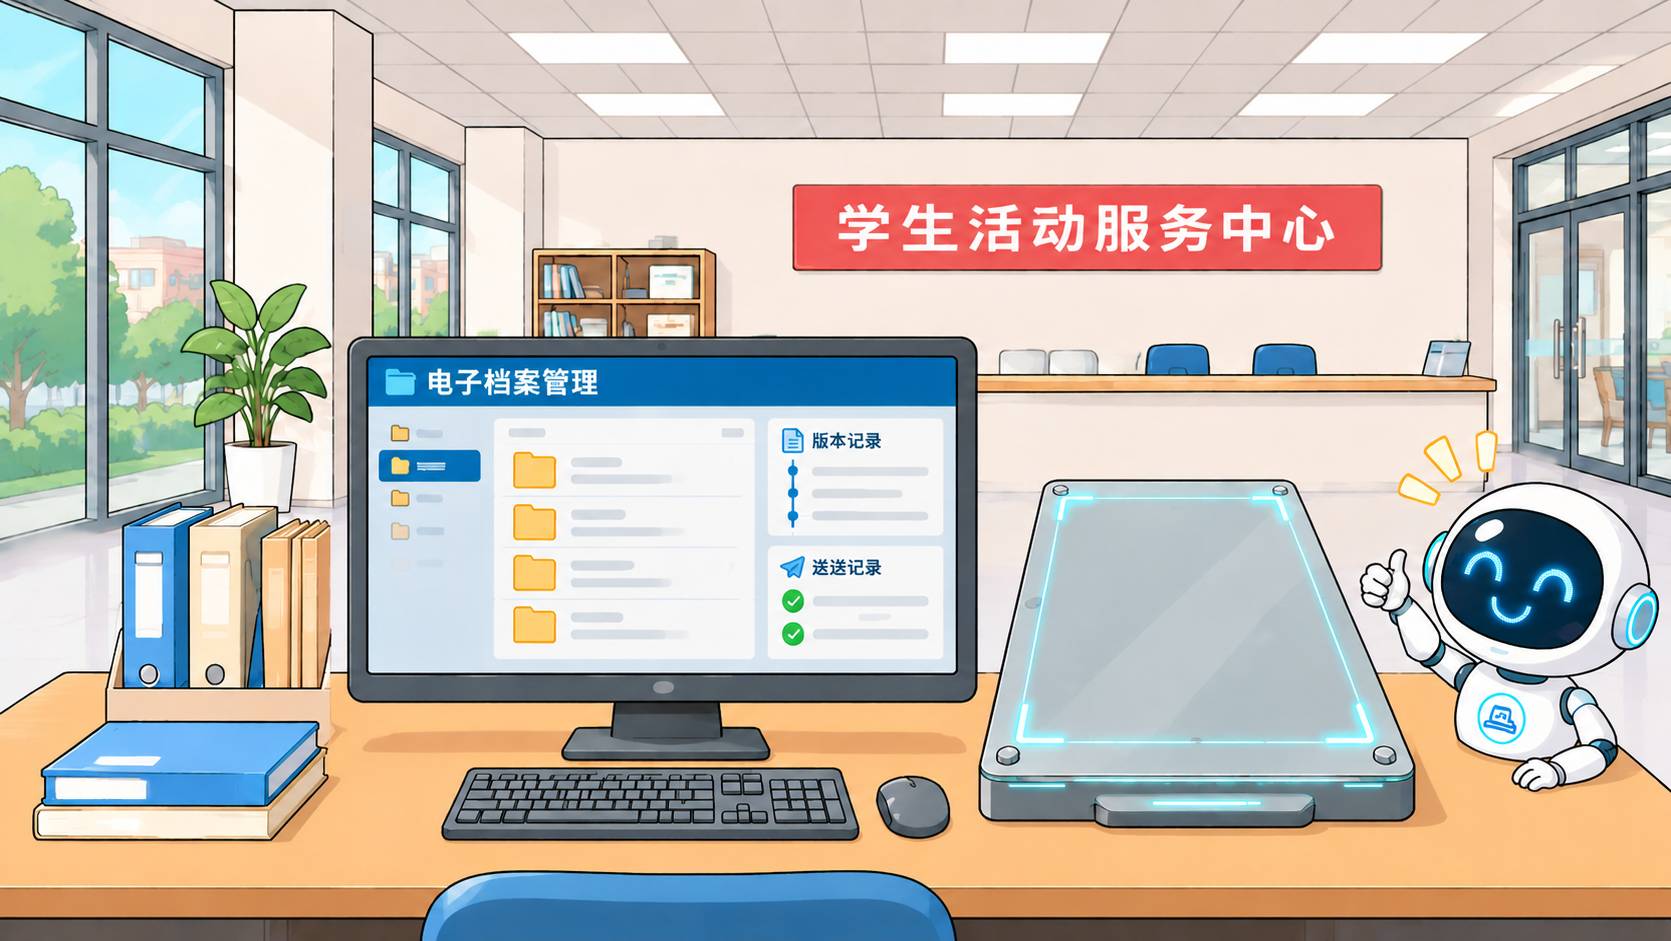 学生活动服务中心
电子档案管理
版本记录
送送记录